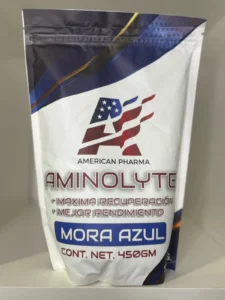 AMERICAN PHARMA
AMINOLYTE
+ MAXIMA RECUPERACIÓN
+ MEJOR RENDIMIENTO
MORA AZUL
CONT. NET. 450GM